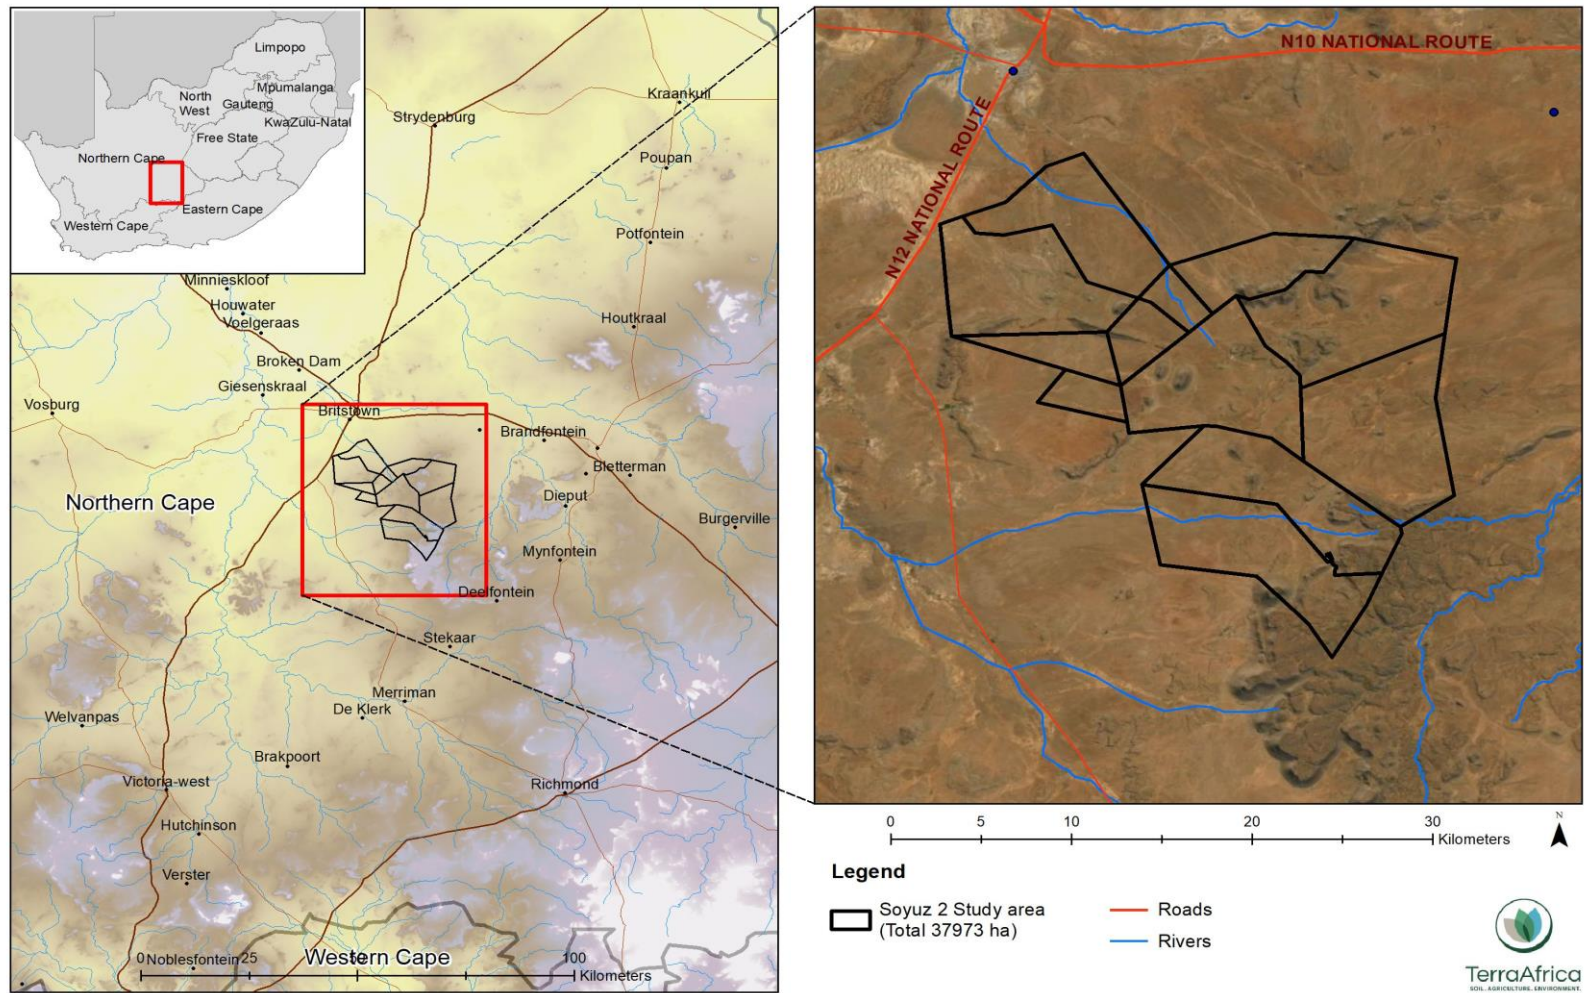 Limpopo
Mpumalanga
North
West
Gauteng
KwaZulu-Natal
Free State
Northern Cape
Eastern Cape
Western Cape
Kraankuil
Strydenburg
Poupan
Potfontein
Minnieskloof
Houwater
Voelgeraas
Houtkraal
Broken Dam
Giesenskraal
Vosburg
Britstown
Brandfontein
Bletterman
Northern Cape
Dieput
Burgerville
Mynfontein
Deelfontein
Stekaar
Merriman
De Klerk
Welvanpas
Brakpoort
Victoria-west
Richmond
Hutchinson
Verster
Noblesfontein
Western Cape
0 25 50 100
Kilometers
N10 NATIONAL ROUTE
N12 NATIONAL ROUTE
0 5 10 20 30
Kilometers
N
Legend
Soyuz 2 Study area
(Total 37973 ha)
Roads
Rivers
TerraAfrica
SOIL. AGRICULTURE. ENVIRONMENT.